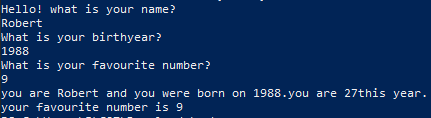 Hello! what is your name?
Robert
What is your birthyear?
1988
What is your favourite number?
9
you are Robert and you were born on 1988.you are 27this year.
your favourite number is 9